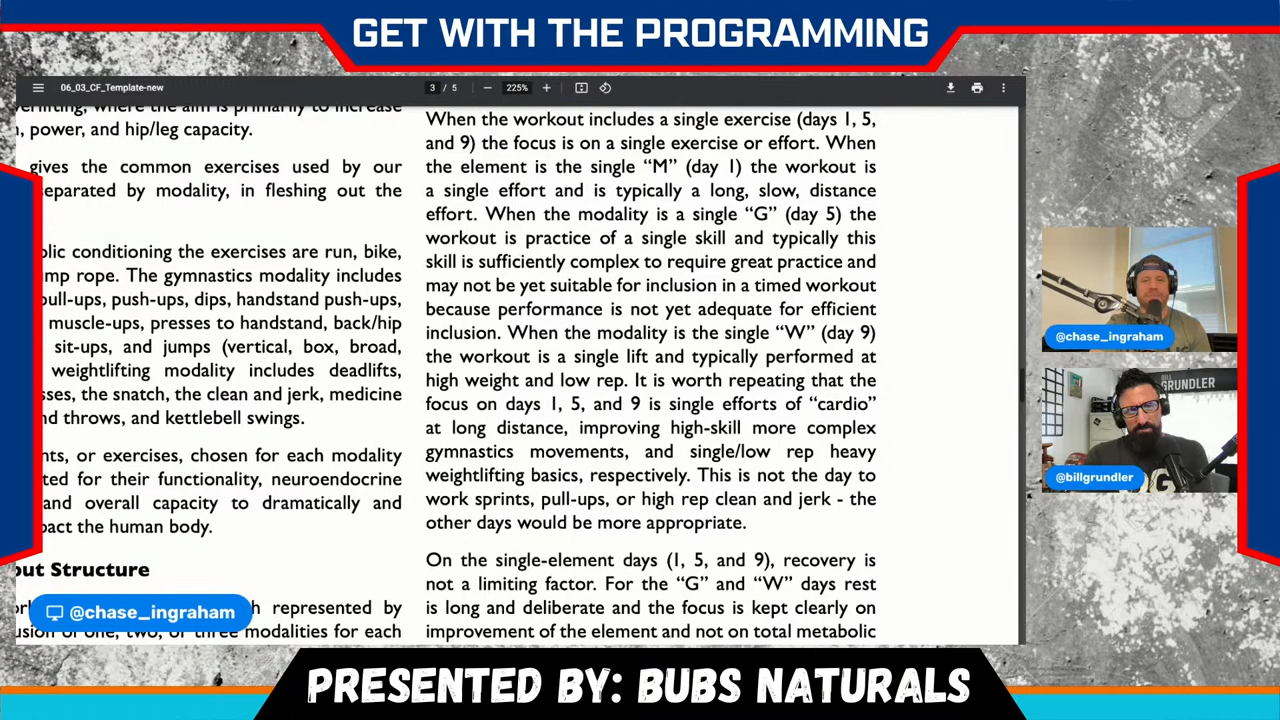 GET WITH THE PROGRAMMING
06_03_CF_Template-new
3 / 5
225%
where the aim is primarily to increase
power, and hip/leg capacity.
gives the common exercises used by our
separated by modality, in fleshing out the
conditioning the exercises are run, bike,
rope. The gymnastics modality includes
pull-ups, push-ups, dips, handstand push-ups,
muscle-ups, presses to handstand, back/hip
sit-ups, and jumps (vertical, box, broad,
weightlifting modality includes deadlifts,
the snatch, the clean and jerk, medicine
throws, and kettlebell swings.
or exercises, chosen for each modality
for their functionality, neuroendocrine
and overall capacity to dramatically and
the human body.
Structure
represented by
of one, two, or three modalities for each
When the workout includes a single exercise (days 1, 5,
and 9) the focus is on a single exercise or effort. When
the element is the single “M” (day 1) the workout is
a single effort and is typically a long, slow, distance
effort. When the modality is a single “G” (day 5) the
workout is practice of a single skill and typically this
skill is sufficiently complex to require great practice and
may not be yet suitable for inclusion in a timed workout
because performance is not yet adequate for efficient
inclusion. When the modality is the single “W” (day 9)
the workout is a single lift and typically performed at
high weight and low rep. It is worth repeating that the
focus on days 1, 5, and 9 is single efforts of “cardio”
at long distance, improving high-skill more complex
gymnastics movements, and single/low rep heavy
weightlifting basics, respectively. This is not the day to
work sprints, pull-ups, or high rep clean and jerk - the
other days would be more appropriate.
On the single-element days (1, 5, and 9), recovery is
not a limiting factor. For the “G” and “W” days rest
is long and deliberate and the focus is kept clearly on
improvement of the element and not on total metabolic
@chase_ingraham
@chase_ingraham
BILL
GRUNDLER
@billgrundler
PRESENTED BY: BUBS NATURALS